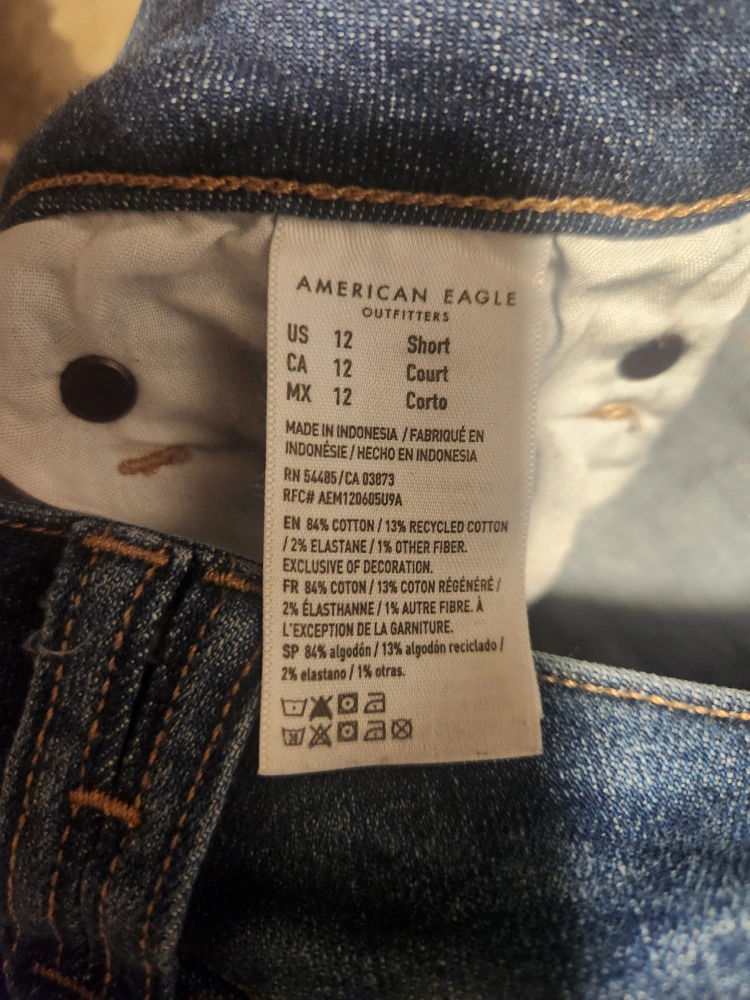 AMERICAN EAGLE
OUTFITTERS
US 12 Short
CA 12 Court
MX 12 Corto
MADE IN INDONESIA / FABRIQUÉ EN
INDONÉSIE / HECHO EN INDONESIA
RN 54485/CA 03073
RFC# AEM120605U9A
EN 84% COTTON / 13% RECYCLED COTTON
/ 2% ELASTANE / 1% OTHER FIBER.
EXCLUSIVE OF DECORATION.
FR 84% COTON / 13% COTON RÉGÉNÉRÉ /
2% ÉLASTHANNE / 1% AUTRE FIBRE. À
L'EXCEPTION DE LA GARNITURE.
SP 84% algodón / 13% algodón reciclado /
2% elastano / 1% otras.